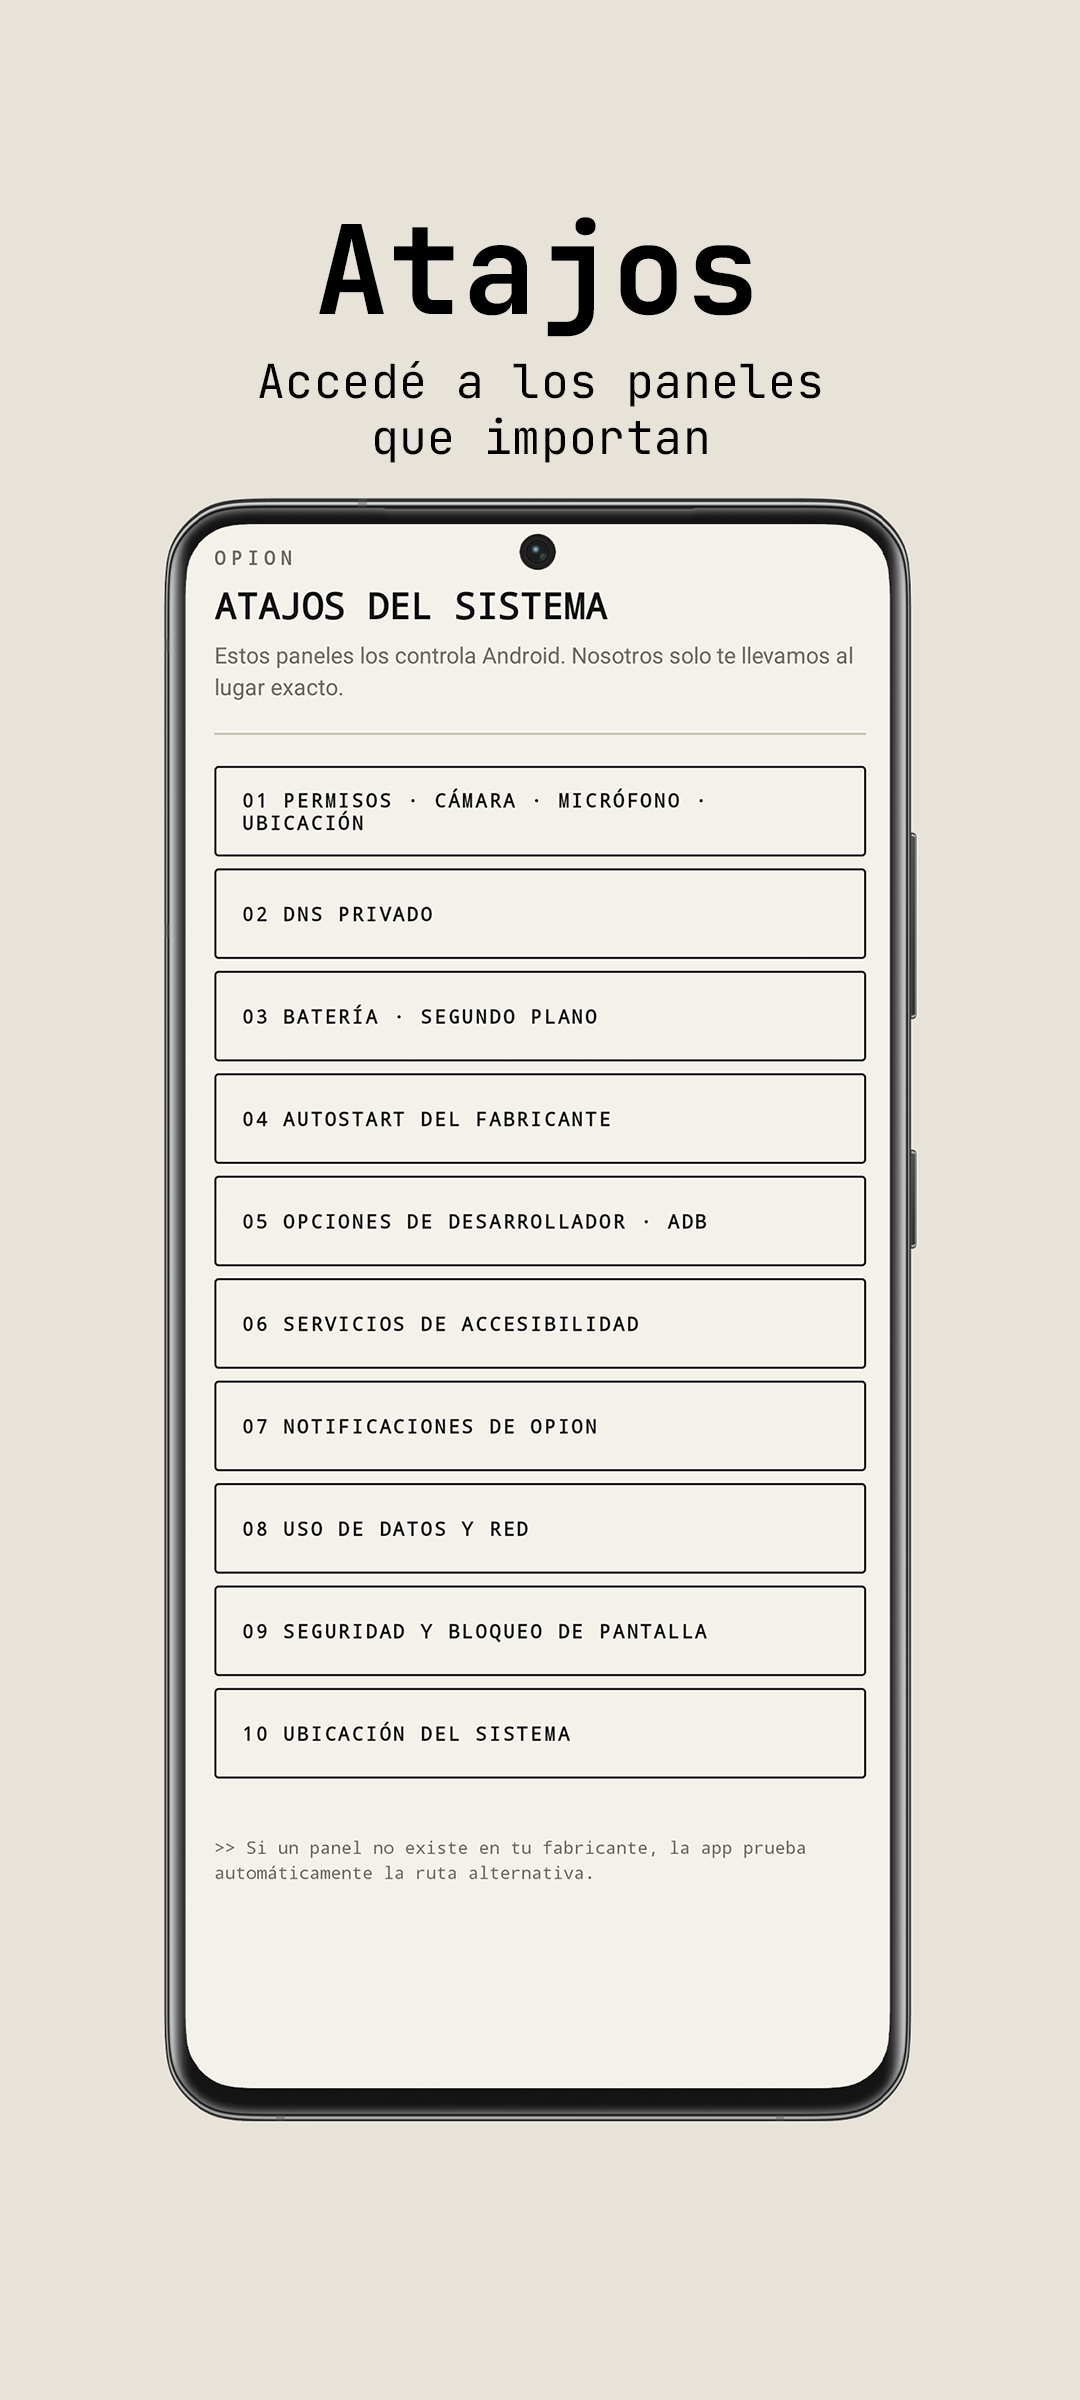 Atajos
Accedé a los paneles
que importan
OPION
ATAJOS DEL SISTEMA
Estos paneles los controla Android. Nosotros solo te llevamos al
lugar exacto.
01 PERMISOS · CÁMARA · MICRÓFONO ·
UBICACIÓN
02 DNS PRIVADO
03 BATERÍA · SEGUNDO PLANO
04 AUTOSTART DEL FABRICANTE
05 OPCIONES DE DESARROLLADOR · ADB
06 SERVICIOS DE ACCESIBILIDAD
07 NOTIFICACIONES DE OPION
08 USO DE DATOS Y RED
09 SEGURIDAD Y BLOQUEO DE PANTALLA
10 UBICACIÓN DEL SISTEMA
>> Si un panel no existe en tu fabricante, la app prueba
automáticamente la ruta alternativa.